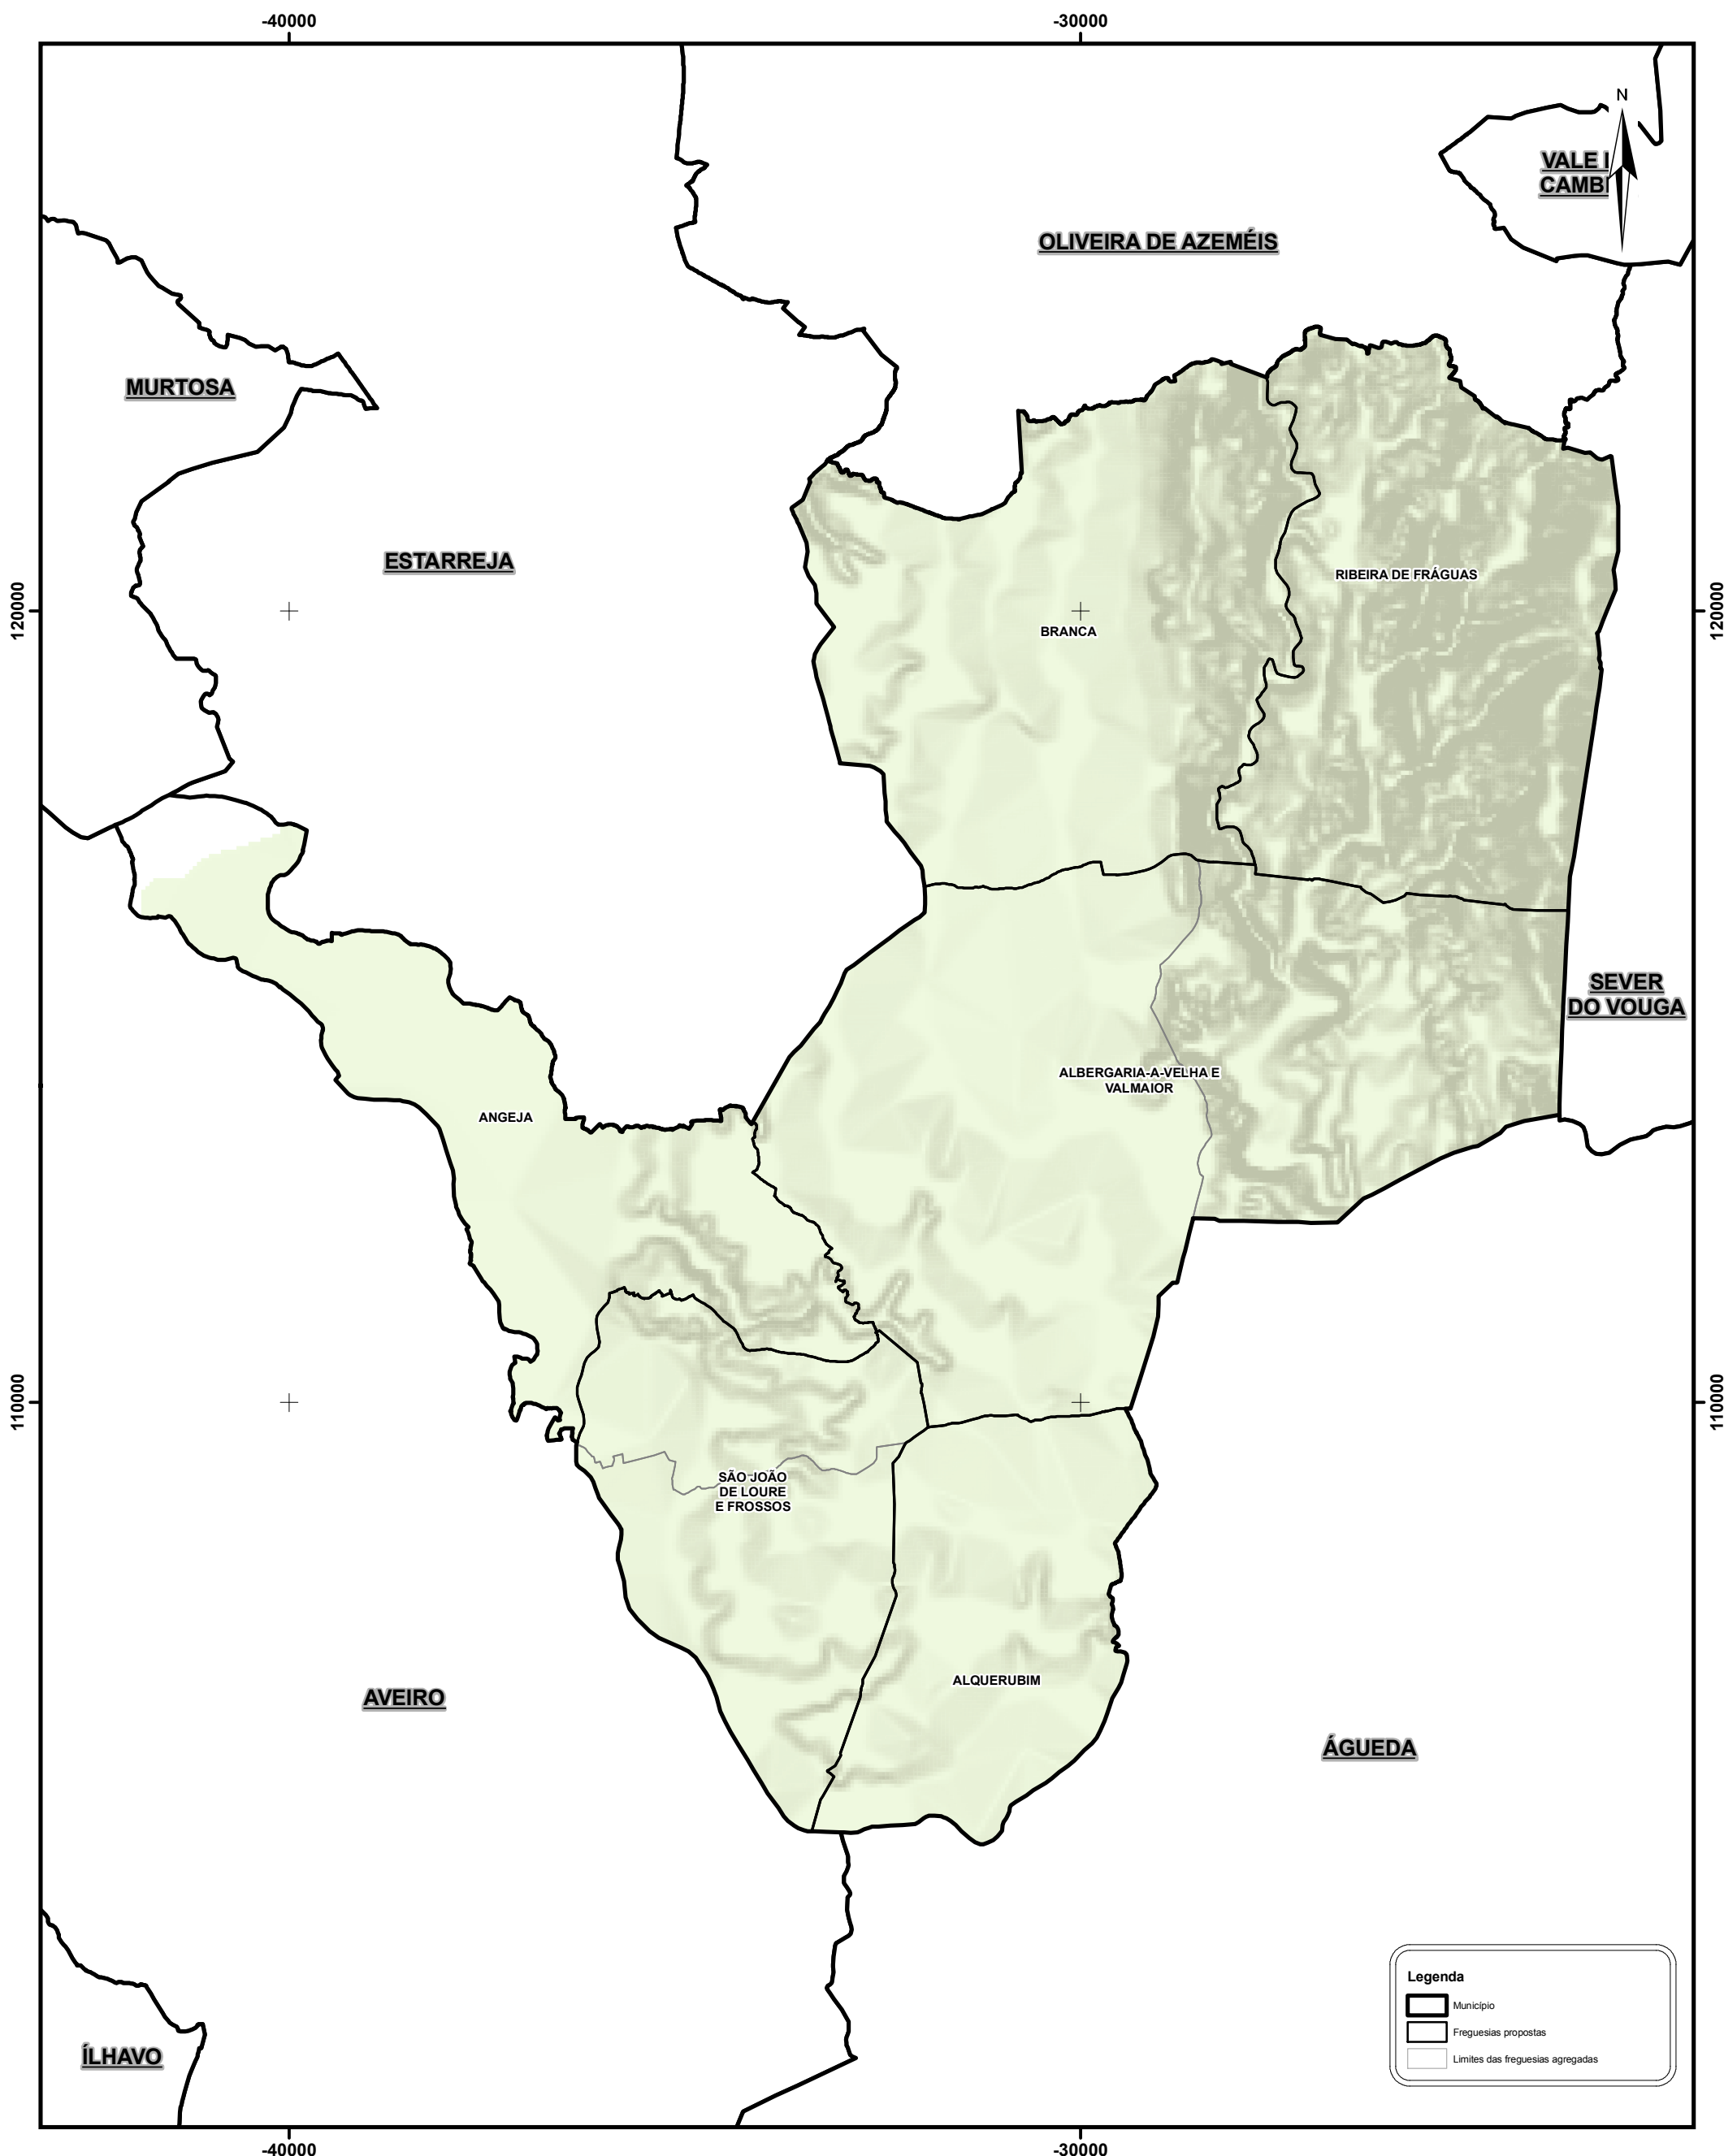 -40000
-30000
N
VALE
CAMB
OLIVEIRA DE AZEMÉIS
MURTOSA
ESTARREJA
RIBEIRA DE FRÁGUAS
120000
120000
BRANCA
SEVER
DO VOUGA
ALBERGARIA-A-VELHA E
VALMAIOR
ANGEJA
110000
110000
SÃO JOÃO
DE LOURE
E FROSSOS
ALQUERUBIM
AVEIRO
ÁGUEDA
Legenda
Município
Freguesias propostas
Limites das freguesias agregadas
ÍLHAVO
-40000
-30000